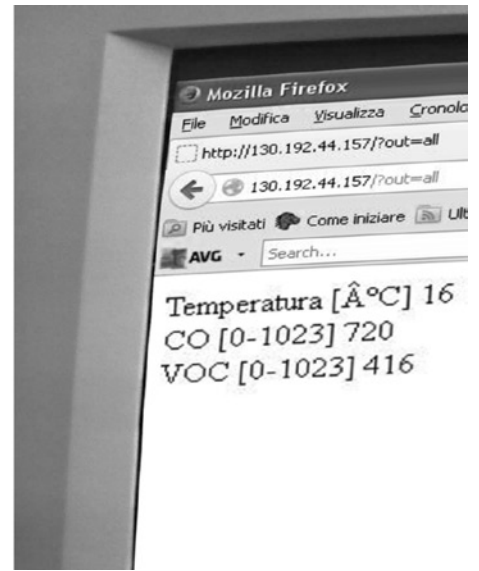 Mozilla Firefox
File Modifica Visualizza Cronolo
http://130.192.44.157/?out=all
130.192.44.157/?out=all
Più visitati Come iniziare Ult
AVG Search...
Temperatura [ÂºC] 16
CO [0-1023] 720
VOC [0-1023] 416